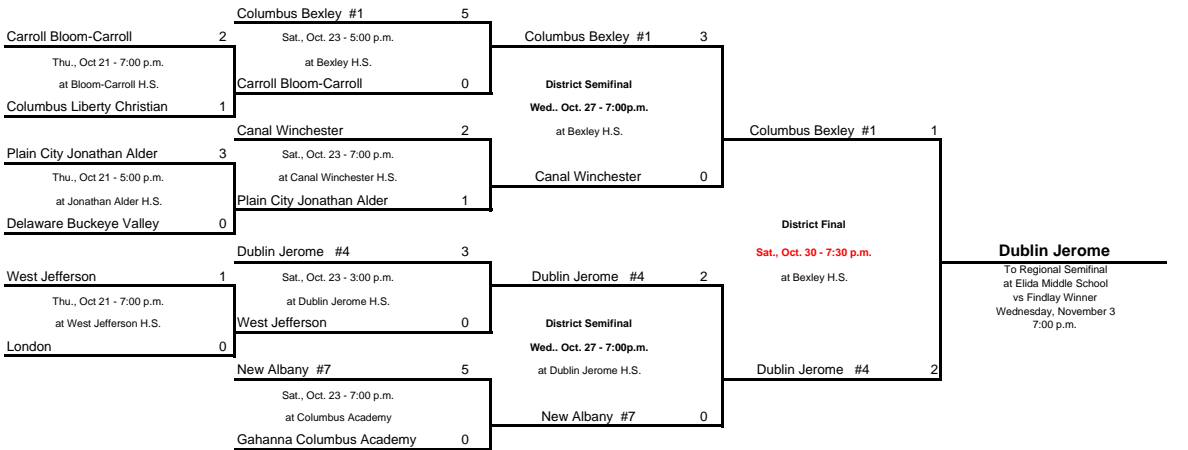 Columbus Bexley #1 5
Carroll Bloom-Carroll 2
Sat., Oct. 23 - 5:00 p.m.
Columbus Bexley #1 3
Thu., Oct 21 - 7:00 p.m.
at Bexley H.S.
at Bloom-Carroll H.S.
Carroll Bloom-Carroll 0
District Semifinal
Columbus Liberty Christian 1
Wed.. Oct. 27 - 7:00p.m.
Canal Winchester 2
at Bexley H.S.
Columbus Bexley #1 1
Plain City Jonathan Alder 3
Sat., Oct. 23 - 7:00 p.m.
Thu., Oct 21 - 5:00 p.m.
at Canal Winchester H.S.
Canal Winchester 0
at Jonathan Alder H.S.
Plain City Jonathan Alder 1
Delaware Buckeye Valley 0
District Final
Dublin Jerome #4 3
Sat., Oct. 30 - 7:30 p.m.
Dublin Jerome
West Jefferson 1
Sat., Oct. 23 - 3:00 p.m.
Dublin Jerome #4 2
at Bexley H.S.
To Regional Semifinal
at Elida Middle School
Thu., Oct 21 - 7:00 p.m.
at Dublin Jerome H.S.
vs Findlay Winner
Wednesday, November 3
at West Jefferson H.S.
West Jefferson 0
District Semifinal
7:00 p.m.
London 0
Wed.. Oct. 27 - 7:00p.m.
New Albany #7 5
at Dublin Jerome H.S.
Dublin Jerome #4 2
Sat., Oct. 23 - 7:00 p.m.
at Columbus Academy
New Albany #7 0
Gahanna Columbus Academy 0